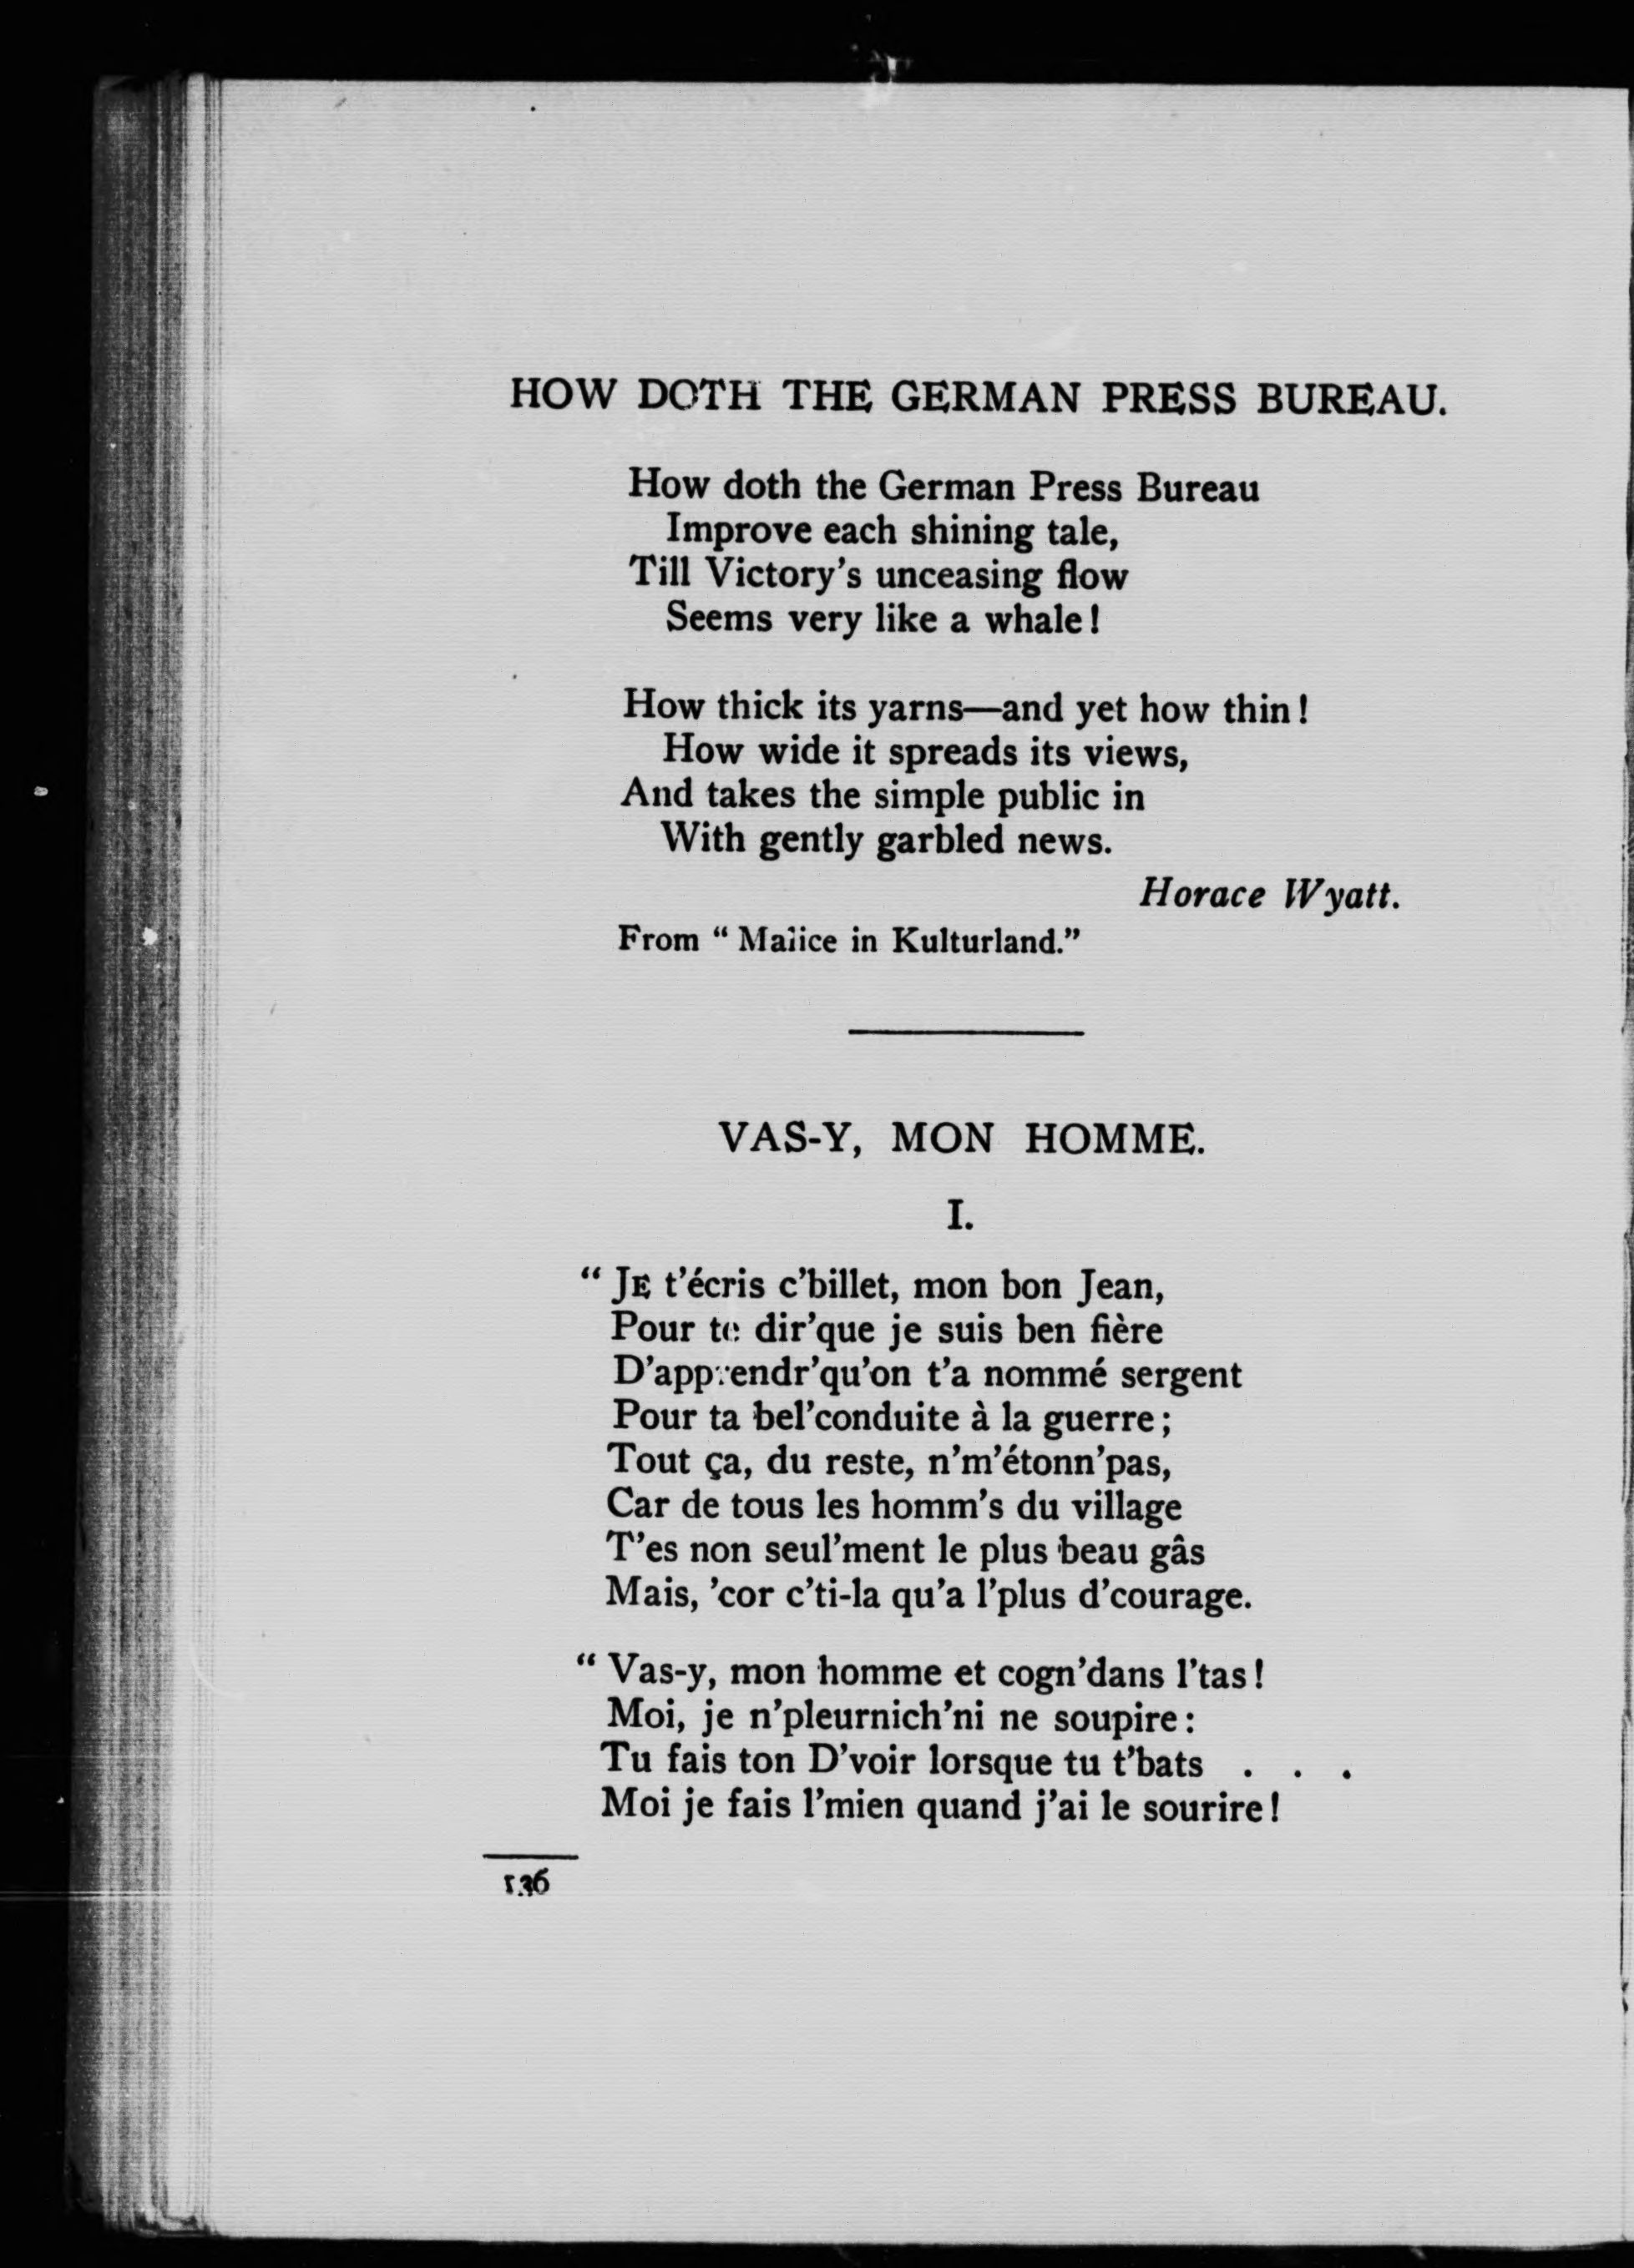 HOW DOTH THE GERMAN PRESS BUREAU.
How doth the German Press Bureau
Improve each shining tale,
Till Victory's unceasing flow
Seems very like a whale!
How thick its yarns—and yet how thin!
How wide it spreads its views,
And takes the simple public in
With gently garbled news.
Horace Wyatt.
From “ Malice in Kulturland.”
VAS-Y, MON HOMME.
I.
“ JE t'écris c'billet, mon bon Jean,
Pour te dir'que je suis ben fière
D'apprendr'qu'on t'a nommé sergent
Pour ta bel'conduite à la guerre;
Tout ça, du reste, n'm'étonn'pas,
Car de tous les homm's du village
T'es non seul'ment le plus beau gâs
Mais, 'cor c'ti-la qu'a l'plus d'courage.
“ Vas-y, mon homme et cogn'dans l'tas!
Moi, je n'pleurnich'ni ne soupire:
Tu fais ton D'voir lorsque tu t'bats . . .
Moi je fais l'mien quand j'ai le sourire!
136